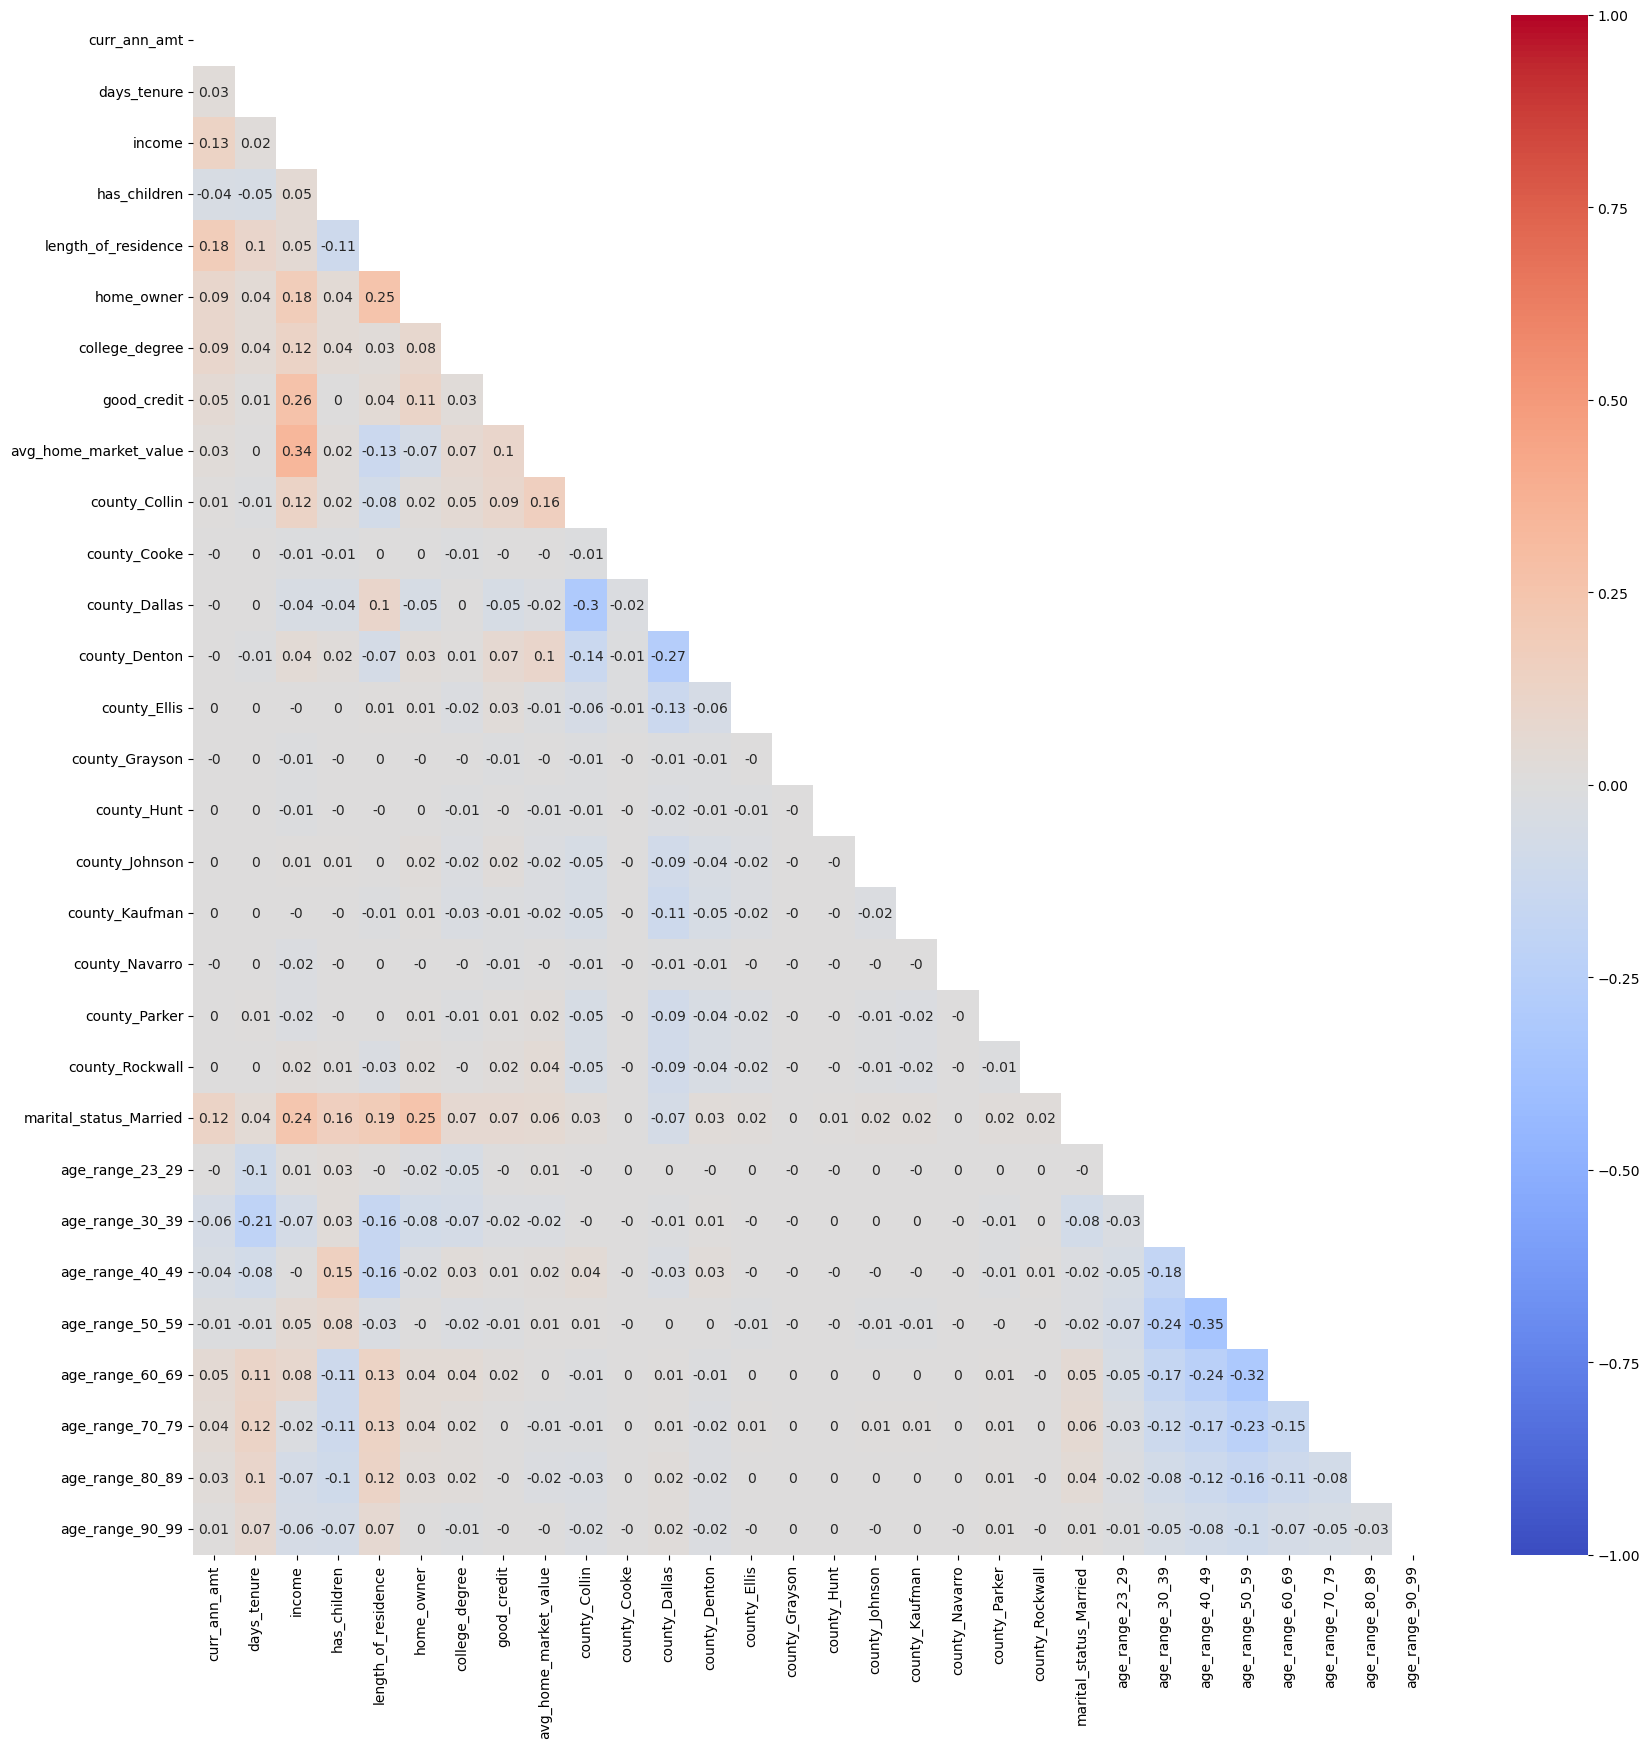 curr_ann_amt
days_tenure 0.03
income 0.13 0.02
has_children -0.04 -0.05 0.05
length_of_residence 0.18 0.1 0.05 -0.11
home_owner 0.09 0.04 0.18 0.04 0.25
college_degree 0.09 0.04 0.12 0.04 0.03 0.08
good_credit 0.05 0.01 0.26 0 0.04 0.11 0.03
avg_home_market_value 0.03 0 0.34 0.02 -0.13 -0.07 0.07 0.1
county_Collin 0.01 -0.01 0.12 0.02 -0.08 0.02 0.05 0.09 0.16
county_Cooke -0 0 -0.01 -0.01 0 0 -0.01 -0 -0 -0.01
county_Dallas -0 0 -0.04 -0.04 0.1 -0.05 0 -0.05 -0.02 -0.3 -0.02
county_Denton -0 -0.01 0.04 0.02 -0.07 0.03 0.01 0.07 0.1 -0.14 -0.01 -0.27
county_Ellis 0 0 -0 0 0.01 0.01 -0.02 0.03 -0.01 -0.06 -0.01 -0.13 -0.06
county_Grayson -0 0 -0.01 -0 0 -0 -0 -0.01 -0 -0.01 -0 -0.01 -0.01 -0
county_Hunt 0 0 -0.01 -0 -0 0 -0.01 -0 -0.01 -0.01 -0 -0.02 -0.01 -0.01 -0
county_Johnson 0 0 0.01 0.01 0 0.02 -0.02 0.02 -0.02 -0.05 -0 -0.09 -0.04 -0.02 -0 -0
county_Kaufman 0 0 -0 -0 -0.01 0.01 -0.03 -0.01 -0.02 -0.05 -0 -0.11 -0.05 -0.02 -0 -0 -0.02
county_Navarro -0 0 -0.02 -0 0 -0 -0 -0.01 -0 -0.01 -0 -0.01 -0.01 -0 -0 -0 -0 -0
county_Parker 0 0.01 -0.02 -0 0 0.01 -0.01 0.01 0.02 -0.05 -0 -0.09 -0.04 -0.02 -0 -0 -0.01 -0.02 -0
county_Rockwall 0 0 0.02 0.01 -0.03 0.02 -0 0.02 0.04 -0.05 -0 -0.09 -0.04 -0.02 -0 -0 -0.01 -0.02 -0 -0.01
marital_status_Married 0.12 0.04 0.24 0.16 0.19 0.25 0.07 0.07 0.06 0.03 0 -0.07 0.03 0.02 0 0.01 0.02 0.02 0 0.02 0.02
age_range_23_29 -0 -0.1 0.01 0.03 -0 -0.02 -0.05 -0 0.01 -0 0 0 -0 0 -0 0 0 0 -0 0 0 -0
age_range_30_39 -0.06 -0.21 -0.07 0.03 -0.16 -0.08 -0.07 -0.02 -0.02 -0 -0 -0.01 0.01 -0 -0 0 0 0 -0 -0.01 0 -0.08 -0.03
age_range_40_49 -0.04 -0.08 -0 0.15 -0.16 -0.02 0.03 0.01 0.02 0.04 -0 -0.03 0.03 -0 -0 -0 -0 -0 -0 -0.01 0.01 -0.02 -0.05 -0.18
age_range_50_59 -0.01 -0.01 0.05 0.08 -0.03 -0 -0.02 -0.01 0.01 0.01 -0 0 0 -0.01 -0 -0 -0.01 -0.01 -0 -0 -0 -0.02 -0.07 -0.24 -0.35
age_range_60_69 0.05 0.11 0.08 -0.11 0.13 0.04 0.04 0.02 0 -0.01 0 0.01 -0.01 0 0 0 0 0 0 0.01 -0 0.05 -0.05 -0.17 -0.24 -0.32
age_range_70_79 0.04 0.12 -0.02 -0.11 0.13 0.04 0.02 0 -0.01 -0.01 0 0.01 -0.02 0.01 0 0 0.01 0.01 0 0.01 0 0.06 -0.03 -0.12 -0.17 -0.23 -0.15
age_range_80_89 0.03 0.1 -0.07 -0.1 0.12 0.03 0.02 -0 -0.02 -0.03 0 0.02 -0.02 0 0 0 0 0 0 0.01 -0 0.04 -0.02 -0.08 -0.12 -0.16 -0.11 -0.08
age_range_90_99 0.01 0.07 -0.06 -0.07 0.07 0 -0.01 -0 -0 -0.02 -0 0.02 -0.02 -0 0 0 -0 0 0 0.01 -0 0.01 -0.01 -0.05 -0.08 -0.1 -0.07 -0.05 -0.03
curr_ann_amt
days_tenure
income
has_children
length_of_residence
home_owner
college_degree
good_credit
avg_home_market_value
county_Collin
county_Cooke
county_Dallas
county_Denton
county_Ellis
county_Grayson
county_Hunt
county_Johnson
county_Kaufman
county_Navarro
county_Parker
county_Rockwall
marital_status_Married
age_range_23_29
age_range_30_39
age_range_40_49
age_range_50_59
age_range_60_69
age_range_70_79
age_range_80_89
age_range_90_99
1.00
0.75
0.50
0.25
0.00
−0.25
−0.50
−0.75
−1.00